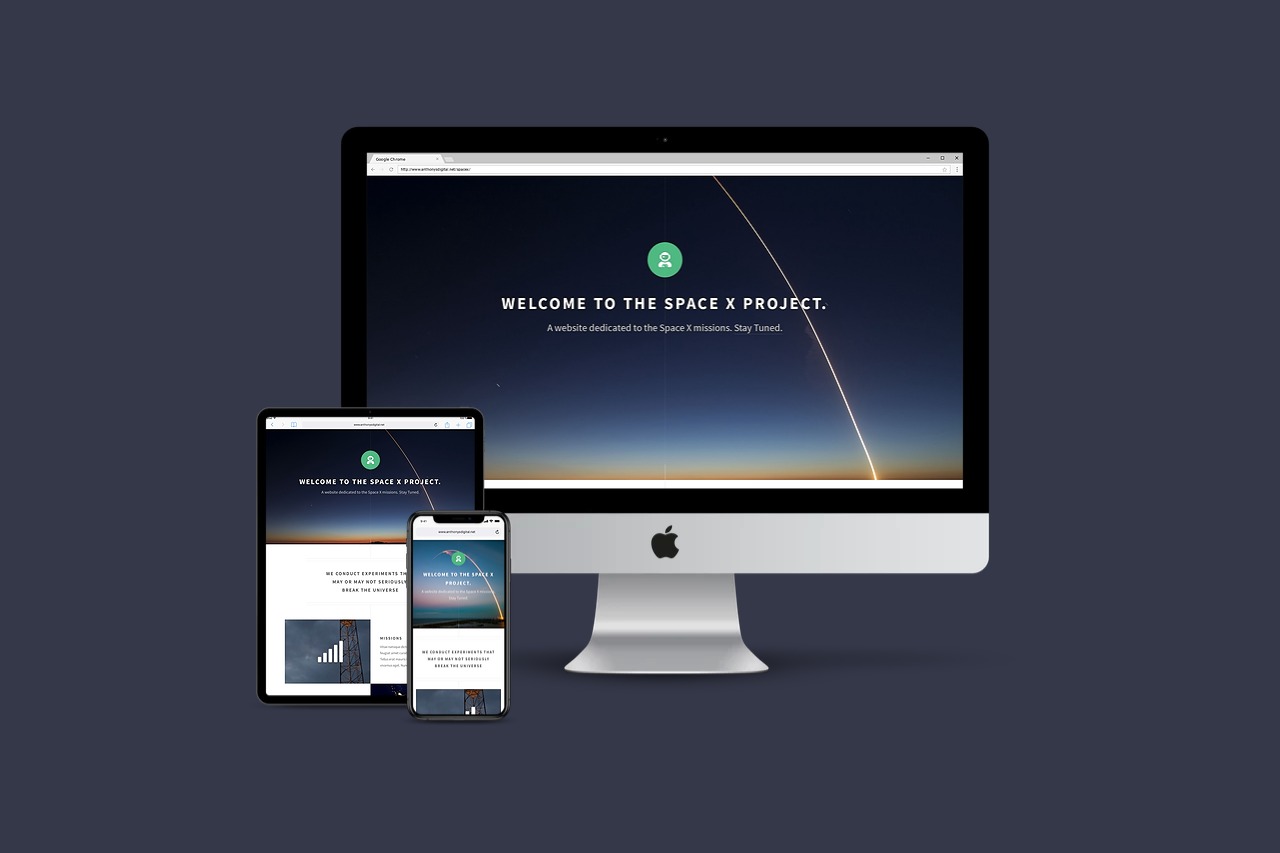 Google Chrome
http://www.anthonysdigital.net/spacex/
WELCOME TO THE SPACE X PROJECT.
A website dedicated to the Space X missions. Stay Tuned.
www.anthonysdigital.net
WELCOME TO THE SPACE X PROJECT.
A website dedicated to the Space X missions. Stay Tuned
WE CONDUCT EXPERIMENTS TH
MAY OR MAY NOT SERIOUSLY
BREAK THE UNIVERSE
MISSIONS
www.anthonysdigital.net
WELCOME TO THE SPACE X
PROJECT.
A website dedicated to the Space X missions.
Stay Tuned.
WE CONDUCT EXPERIMENTS THAT
MAY OR MAY NOT SERIOUSLY
BREAK THE UNIVERSE